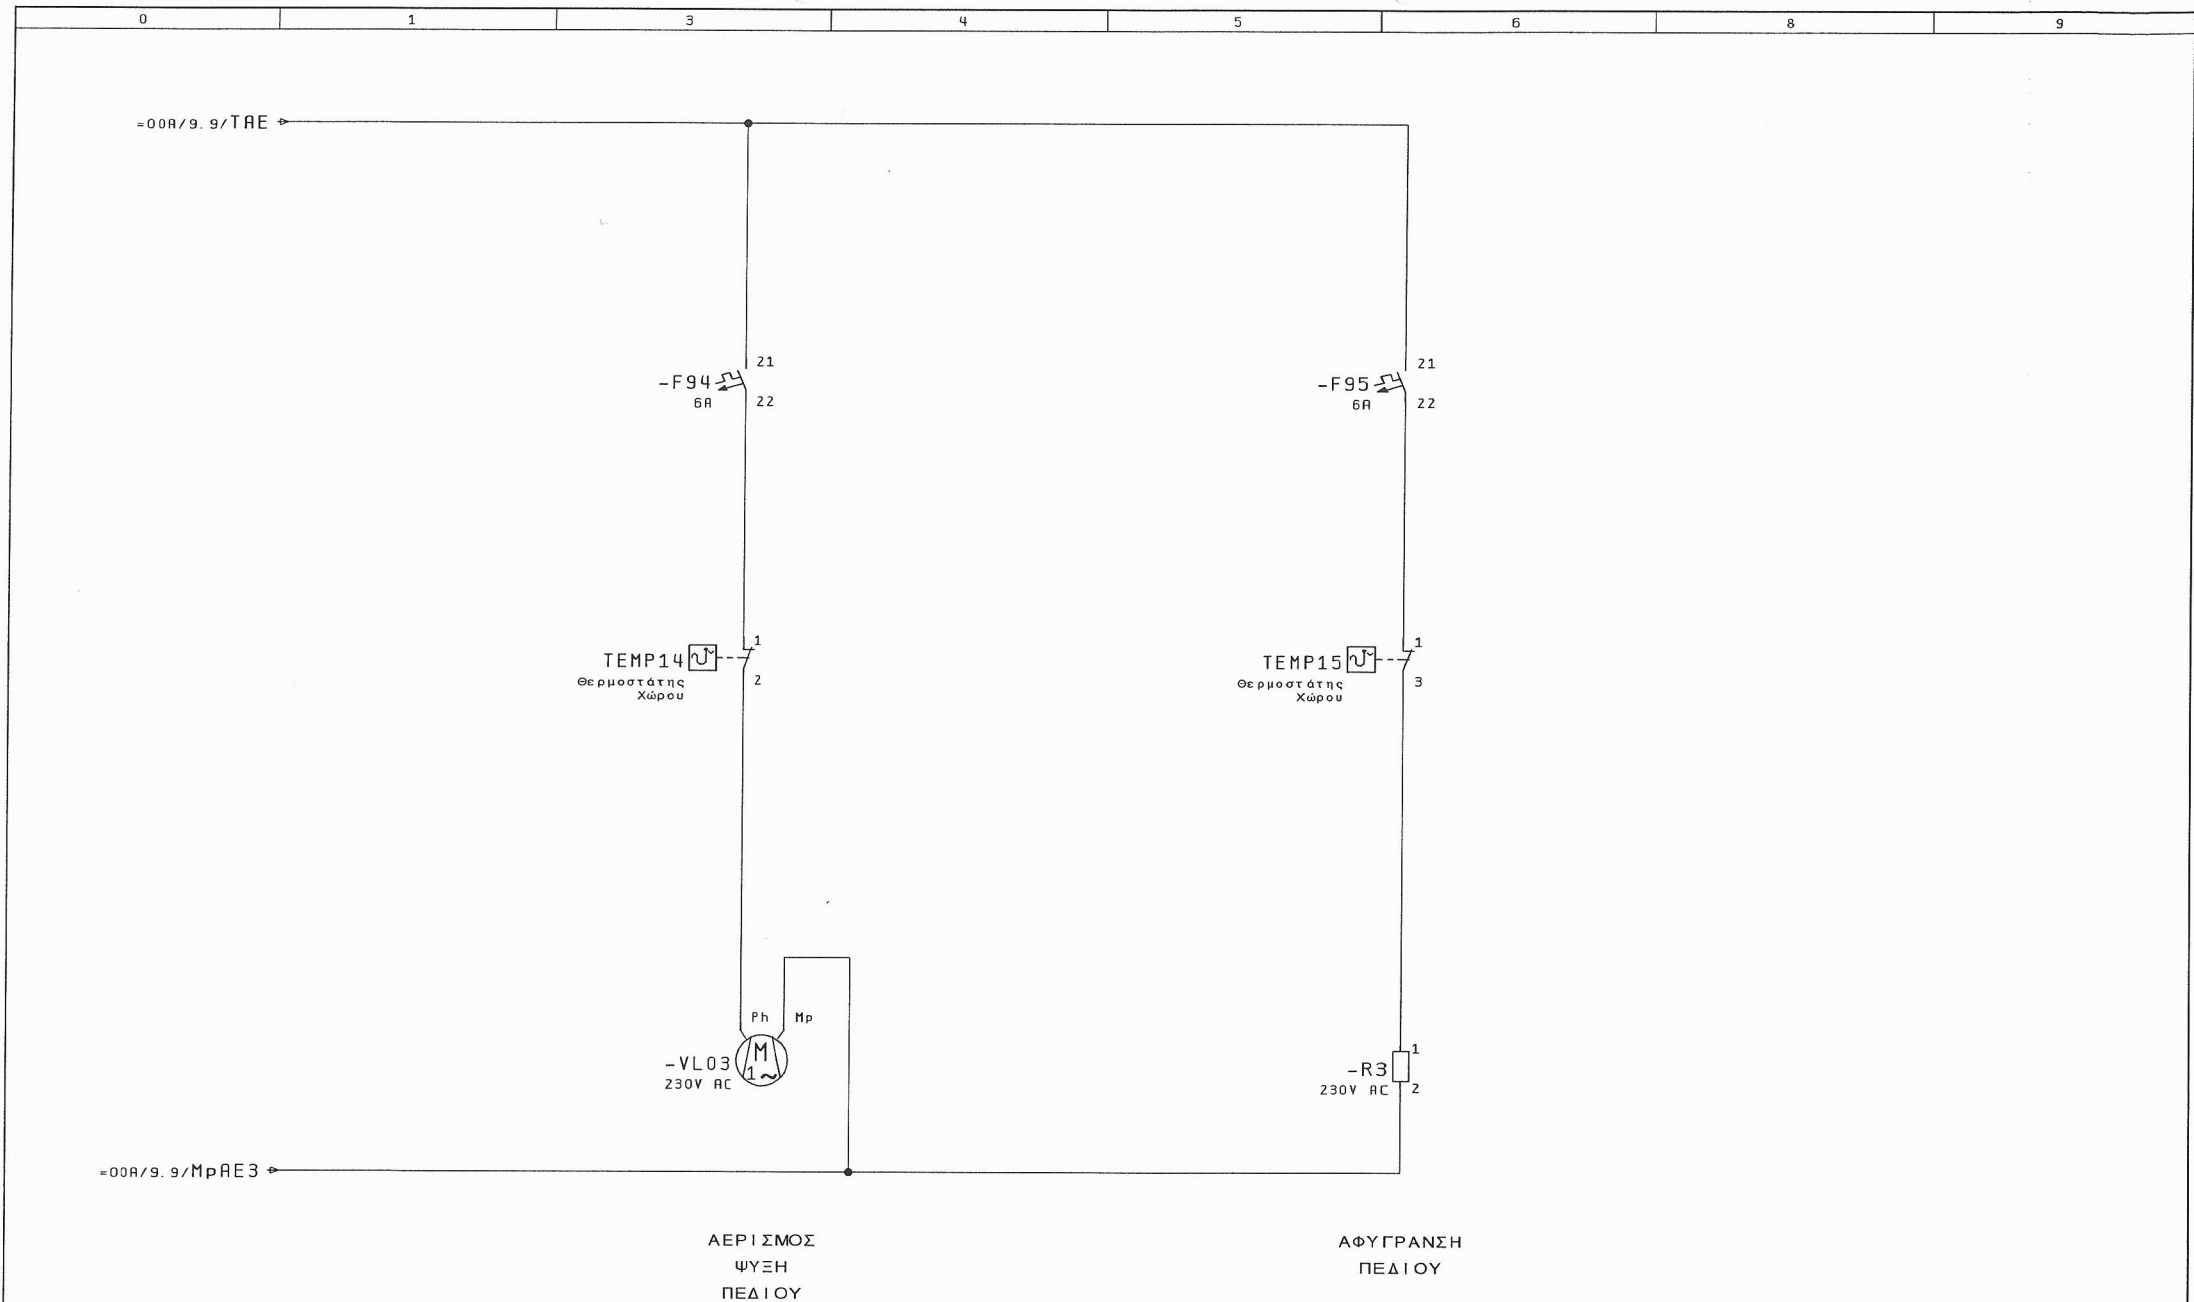 0 1 3 4 5 6 8 9
=00A/9.9/TAE
21
-F94
6A
22
21
-F95
6A
22
1
TEMP14
2
Θερμοστάτης
Χώρου
1
TEMP15
3
Θερμοστάτης
Χώρου
Ph Mp
-VL03
M
1~
230V AC
1
-R3
2
230V AC
=00A/9.9/MpAE3
ΑΕΡΙΣΜΟΣ
ΨΥΞΗ
ΠΕΔΙΟΥ
ΑΦΥΓΡΑΝΣΗ
ΠΕΔΙΟΥ